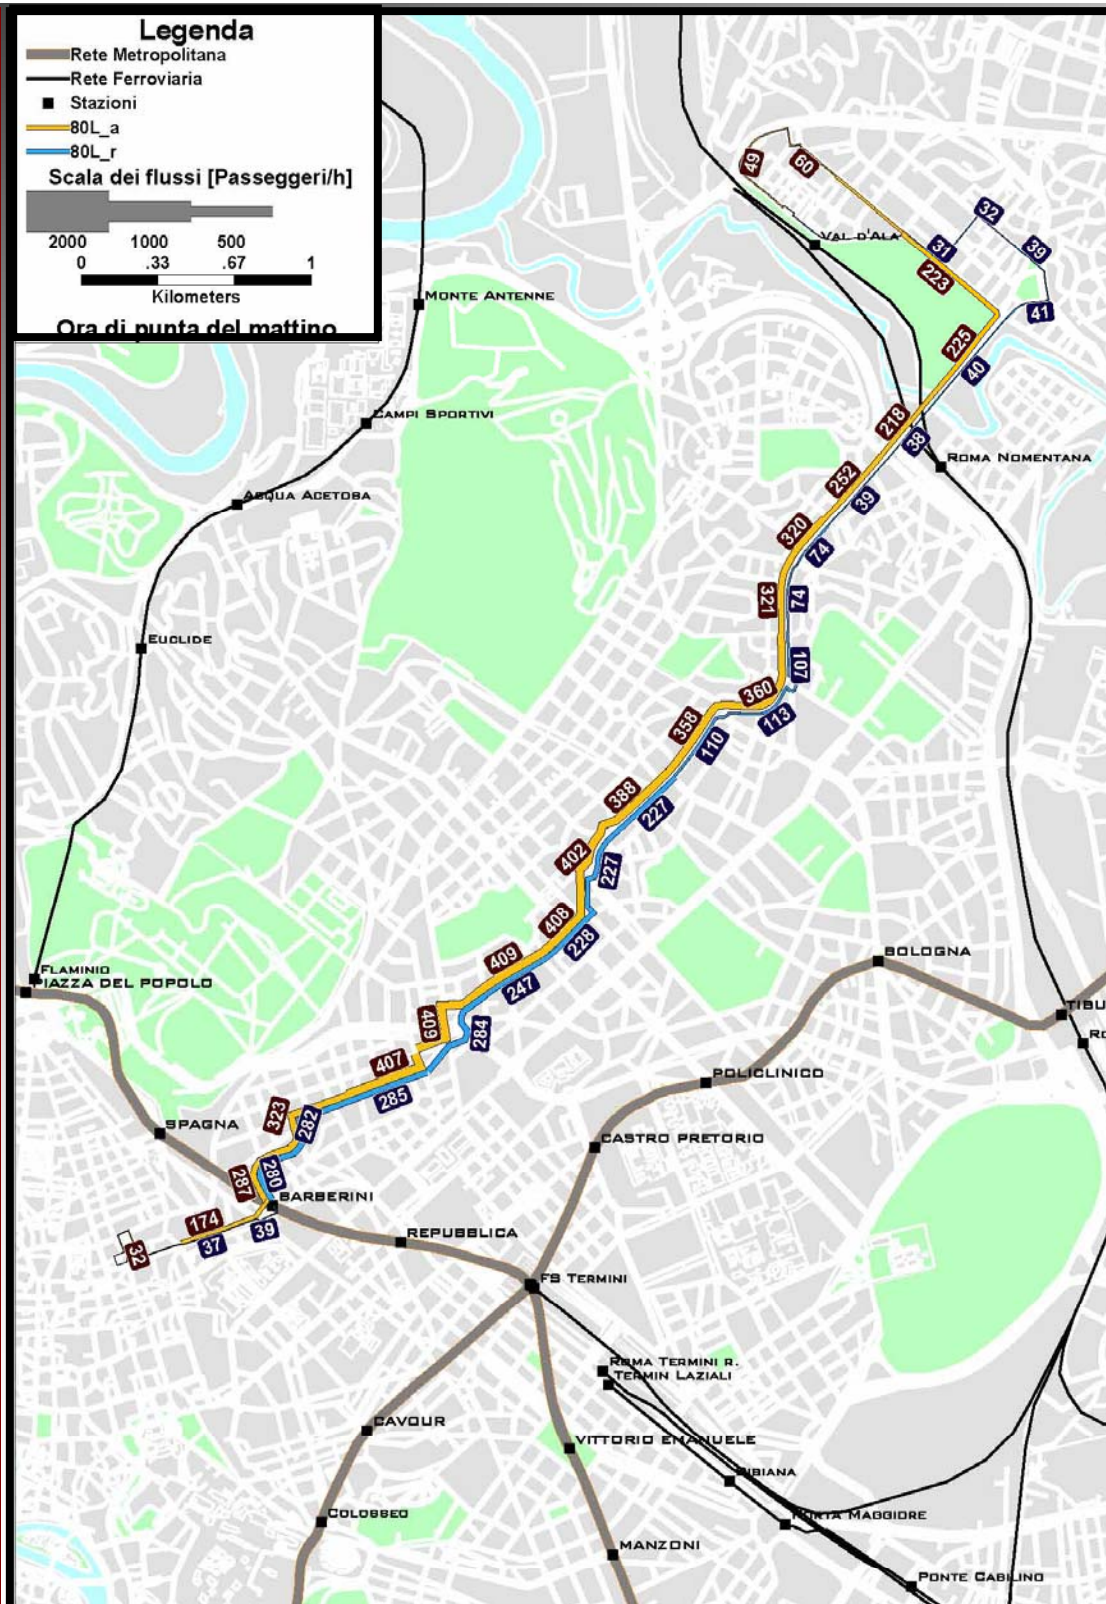 Legenda
Rete Metropolitana
Rete Ferroviaria
Stazioni
80L_a
80L_r
Scala dei flussi [Passeggeri/h]
2000 1000 500
0 .33 .67 1
Kilometers
Ora di punta del mattino
49
60
32
VAL D'ALA
31
39
223
MONTE ANTENNE
41
225
40
CAMPI SPORTIVI
218
38
ROMA NOMENTANA
252
ACQUA ACETOSA
39
320
74
321
74
EUCLIDE
107
360
113
358
110
388
227
402
227
408
228
BOLOGNA
409
247
FLAMINIO
PIAZZA DEL POPOLO
TIBU
409
284
RO
407
285
POLICLINICO
323
282
SPAGNA
CASTRO PRETORIO
287
280
BARBERINI
174
39
37
REPUBBLICA
32
FS TERMINI
ROMA TERMINI R.
TERMIN LAZIALI
CAVOUR
VITTORIO EMANUELE
BIBIANA
COLOSSEO
PORTA MAGGIORE
MANZONI
PONTE CASILINO